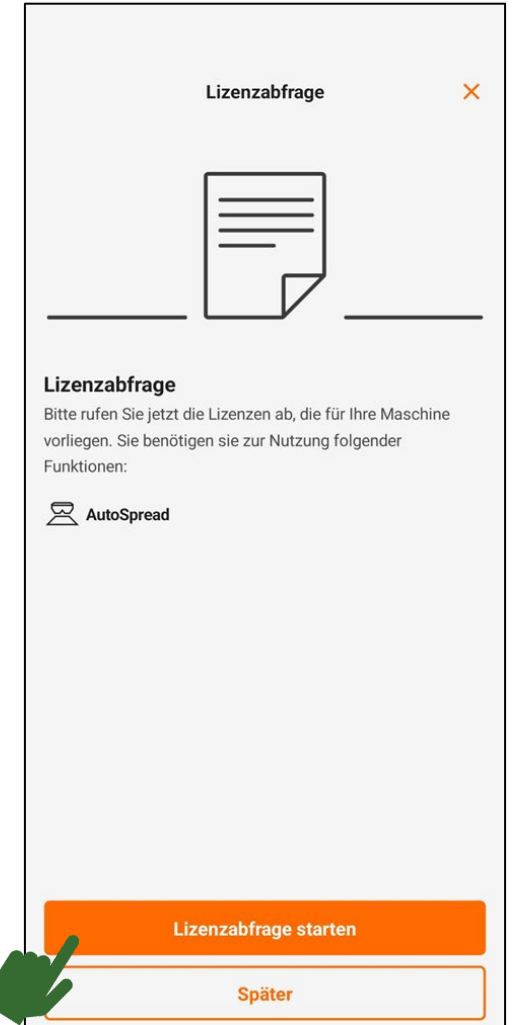 Lizenzabfrage
Lizenzabfrage
Bitte rufen Sie jetzt die Lizenzen ab, die für Ihre Maschine
vorliegen. Sie benötigen sie zur Nutzung folgender
Funktionen:
AutoSpread
Lizenzabfrage starten
Später